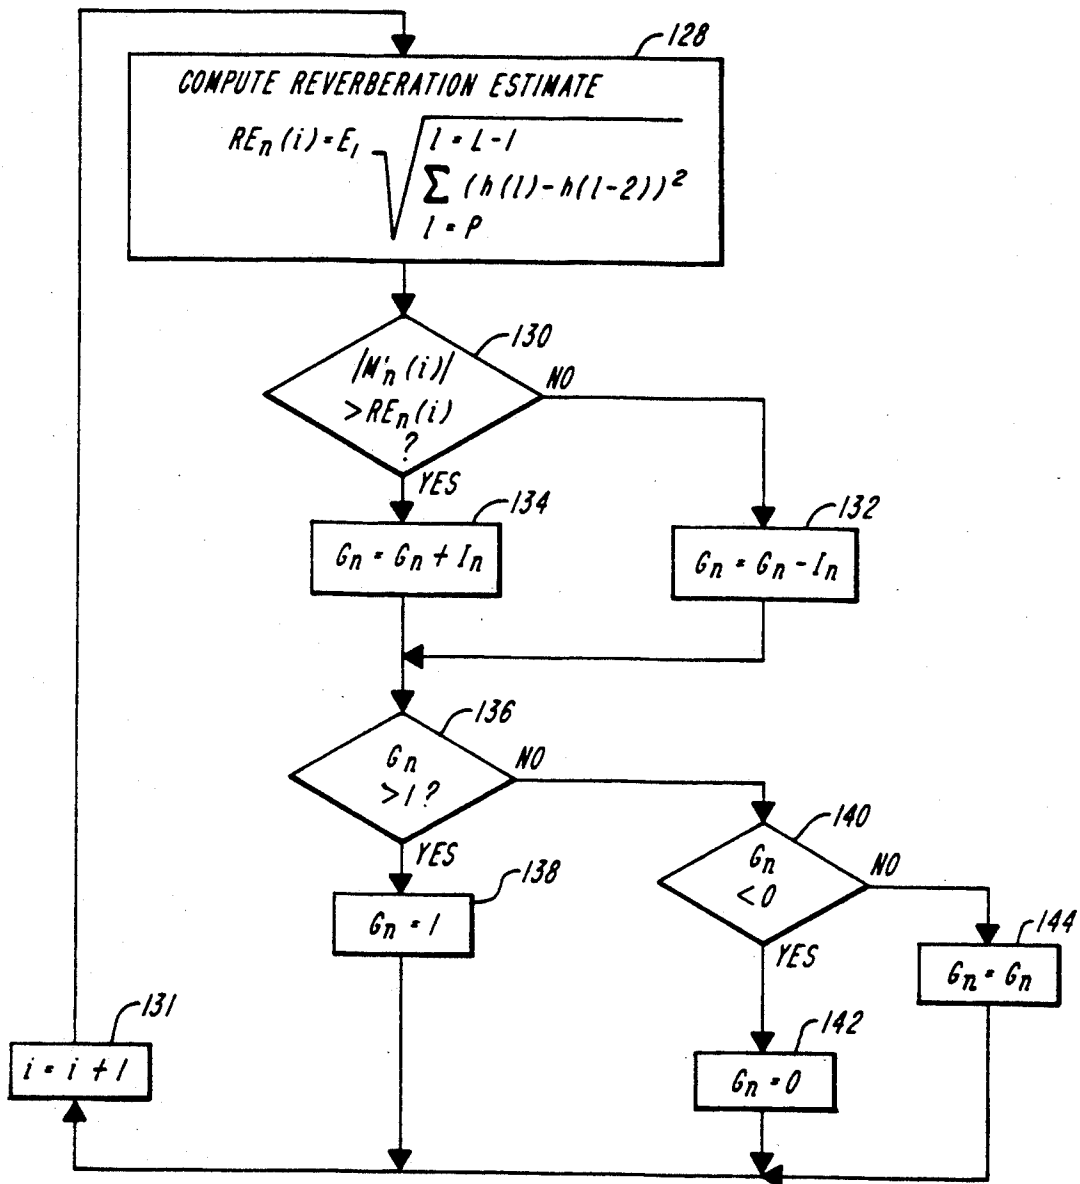 128
COMPUTE REVERBERATION ESTIMATE
REₙ(i) = E₁ √
l = L-1
Σ (h(l)-h(l-2))²
l = P
130
|M'ₙ(i)|
> REₙ(i)
?
NO
YES
134
Gₙ = Gₙ + Iₙ
132
Gₙ = Gₙ - Iₙ
136
Gₙ
> 1 ?
NO
YES
140
Gₙ
< 0
NO
YES
138
Gₙ = 1
144
Gₙ = Gₙ
142
Gₙ = 0
131
i = i + 1